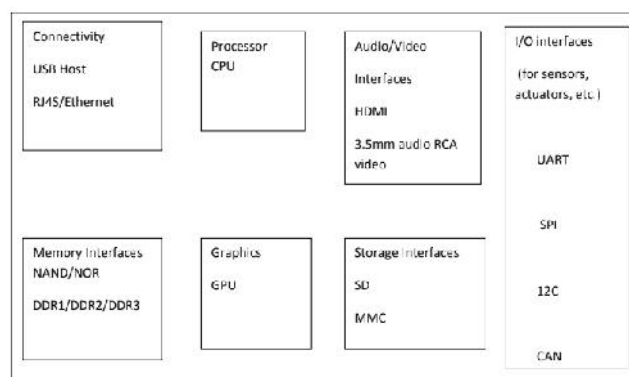 Connectivity
USB Host
RJ45/Ethernet
Processor
CPU
Audio/Video
Interfaces
HDMI
3.5mm audio RCA
video
I/O interfaces
(for sensors,
actuators, etc.)
UART
SPI
12C
CAN
Memory Interfaces
NAND/NOR
DDR1/DDR2/DDR3
Graphics
GPU
Storage Interfaces
SD
MMC